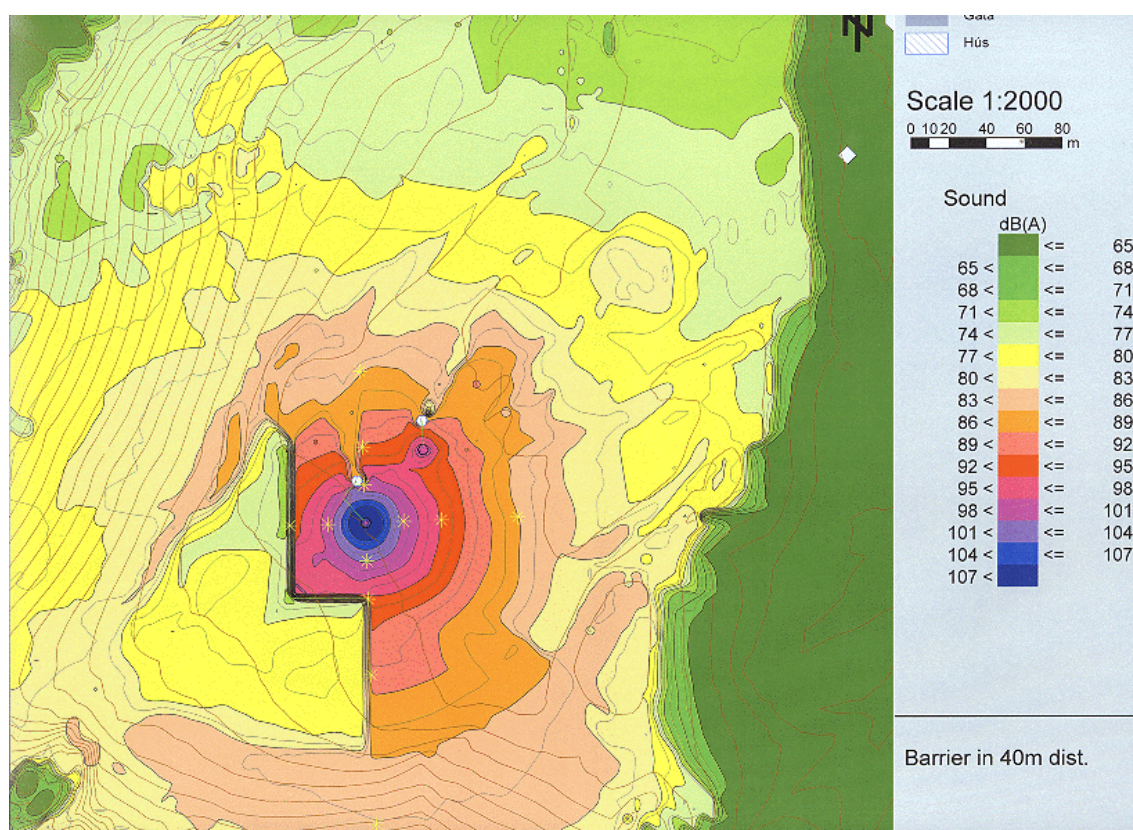 N
Gata
Hús
Scale 1:2000
0 10 20 40 60 80
m
Sound
dB(A)
<= 65
65 < <= 68
68 < <= 71
71 < <= 74
74 < <= 77
77 < <= 80
80 < <= 83
83 < <= 86
86 < <= 89
89 < <= 92
92 < <= 95
95 < <= 98
98 < <= 101
101 < <= 104
104 < <= 107
107 <
Barrier in 40m dist.